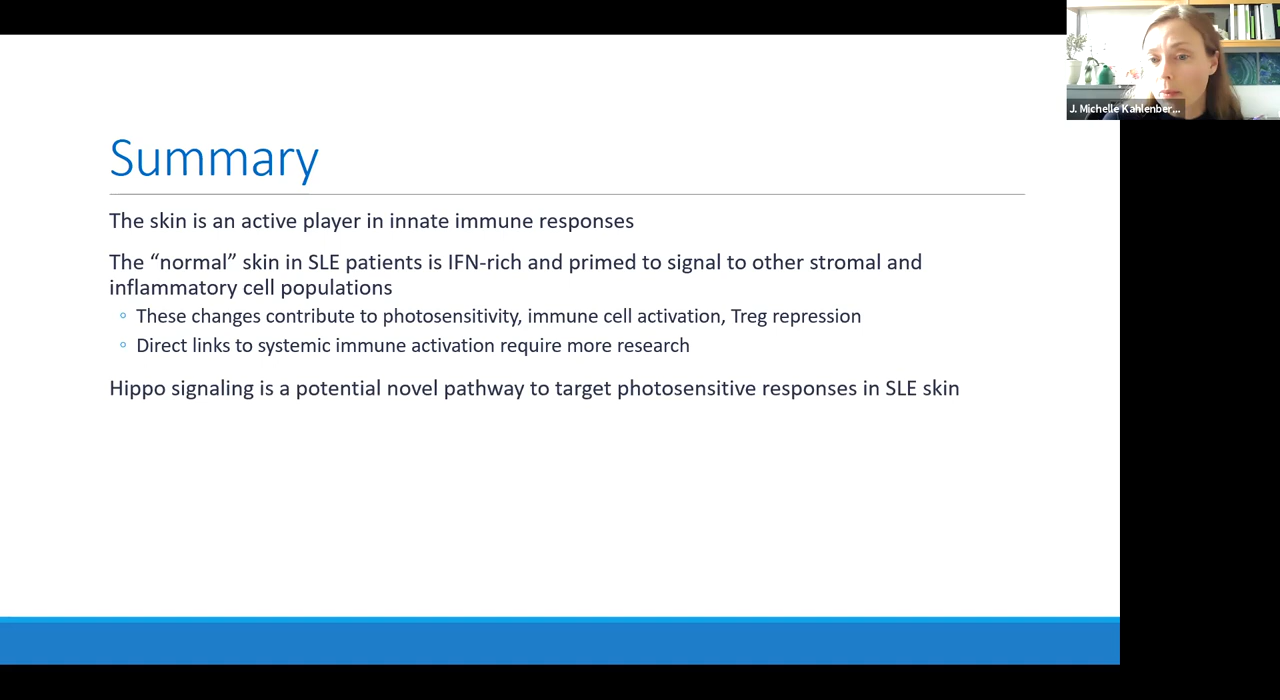 J. Michelle Kahlenber...
Summary
The skin is an active player in innate immune responses
The “normal” skin in SLE patients is IFN-rich and primed to signal to other stromal and
inflammatory cell populations
◦ These changes contribute to photosensitivity, immune cell activation, Treg repression
◦ Direct links to systemic immune activation require more research
Hippo signaling is a potential novel pathway to target photosensitive responses in SLE skin